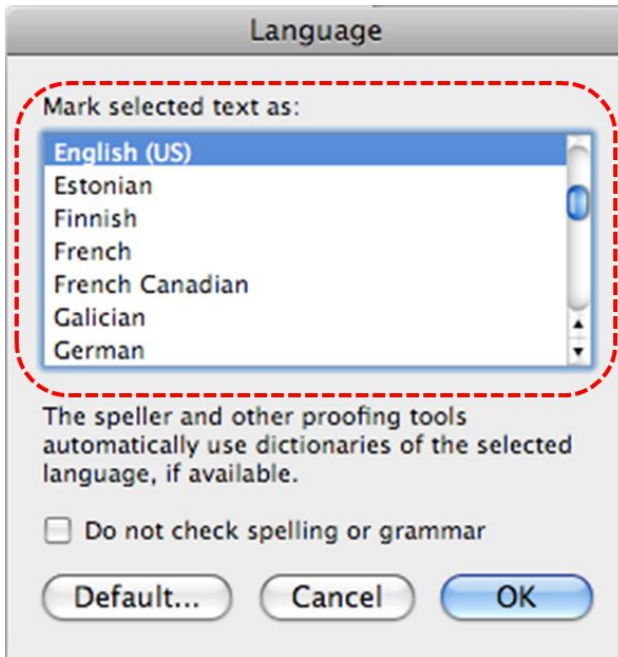 Language
Mark selected text as:
English (US)
Estonian
Finnish
French
French Canadian
Galician
German
The speller and other proofing tools
automatically use dictionaries of the selected
language, if available.
Do not check spelling or grammar
Default... Cancel OK